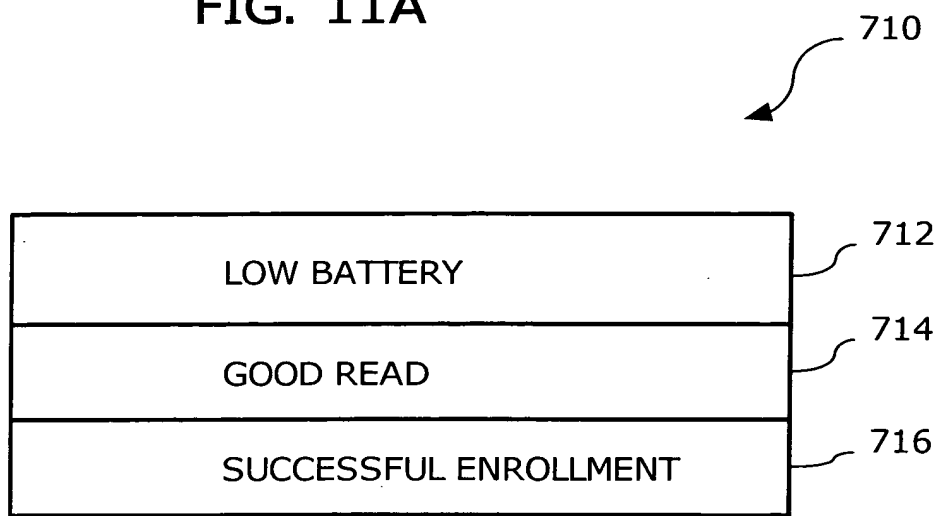 FIG. 11A
710
LOW BATTERY 712
GOOD READ 714
SUCCESSFUL ENROLLMENT 716